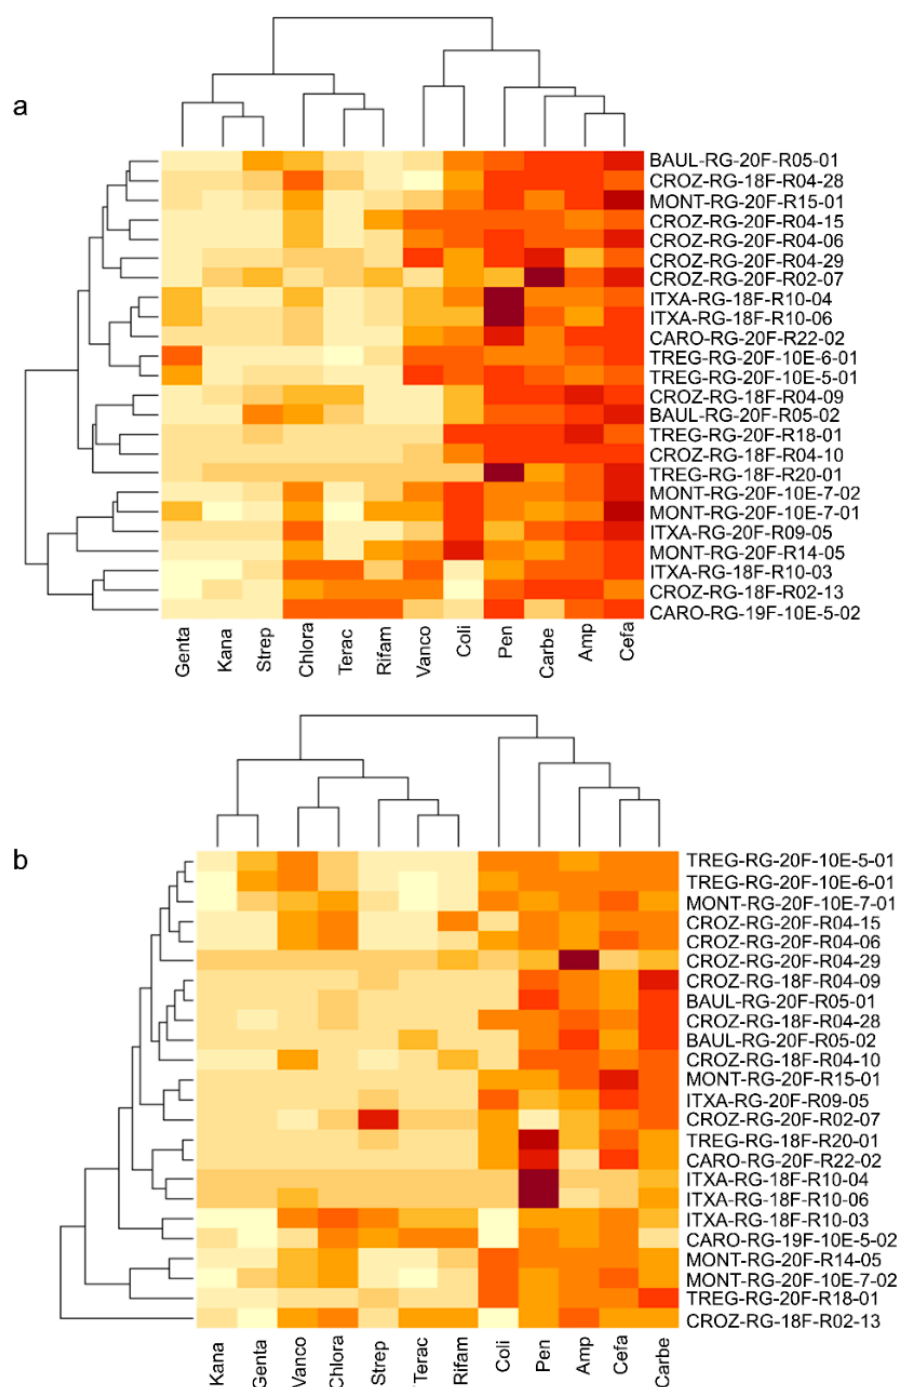 a
BAUL-RG-20F-R05-01
CROZ-RG-18F-R04-28
MONT-RG-20F-R15-01
CROZ-RG-20F-R04-15
CROZ-RG-20F-R04-06
CROZ-RG-20F-R04-29
CROZ-RG-20F-R02-07
ITXA-RG-18F-R10-04
ITXA-RG-18F-R10-06
CARO-RG-20F-R22-02
TREG-RG-20F-10E-6-01
TREG-RG-20F-10E-5-01
CROZ-RG-18F-R04-09
BAUL-RG-20F-R05-02
TREG-RG-20F-R18-01
CROZ-RG-18F-R04-10
TREG-RG-18F-R20-01
MONT-RG-20F-10E-7-02
MONT-RG-20F-10E-7-01
ITXA-RG-20F-R09-05
MONT-RG-20F-R14-05
ITXA-RG-18F-R10-03
CROZ-RG-18F-R02-13
CARO-RG-19F-10E-5-02
Genta Kana Strep Chlora Terac Rifam Vanco Coli Pen Carbe Amp Cefa
b
TREG-RG-20F-10E-5-01
TREG-RG-20F-10E-6-01
MONT-RG-20F-10E-7-01
CROZ-RG-20F-R04-15
CROZ-RG-20F-R04-06
CROZ-RG-20F-R04-29
CROZ-RG-18F-R04-09
BAUL-RG-20F-R05-01
CROZ-RG-18F-R04-28
BAUL-RG-20F-R05-02
CROZ-RG-18F-R04-10
MONT-RG-20F-R15-01
ITXA-RG-20F-R09-05
CROZ-RG-20F-R02-07
TREG-RG-18F-R20-01
CARO-RG-20F-R22-02
ITXA-RG-18F-R10-04
ITXA-RG-18F-R10-06
ITXA-RG-18F-R10-03
CARO-RG-19F-10E-5-02
MONT-RG-20F-R14-05
MONT-RG-20F-10E-7-02
TREG-RG-20F-R18-01
CROZ-RG-18F-R02-13
Kana Genta Vanco Chlora Strep Terac Rifam Coli Pen Amp Cefa Carbe